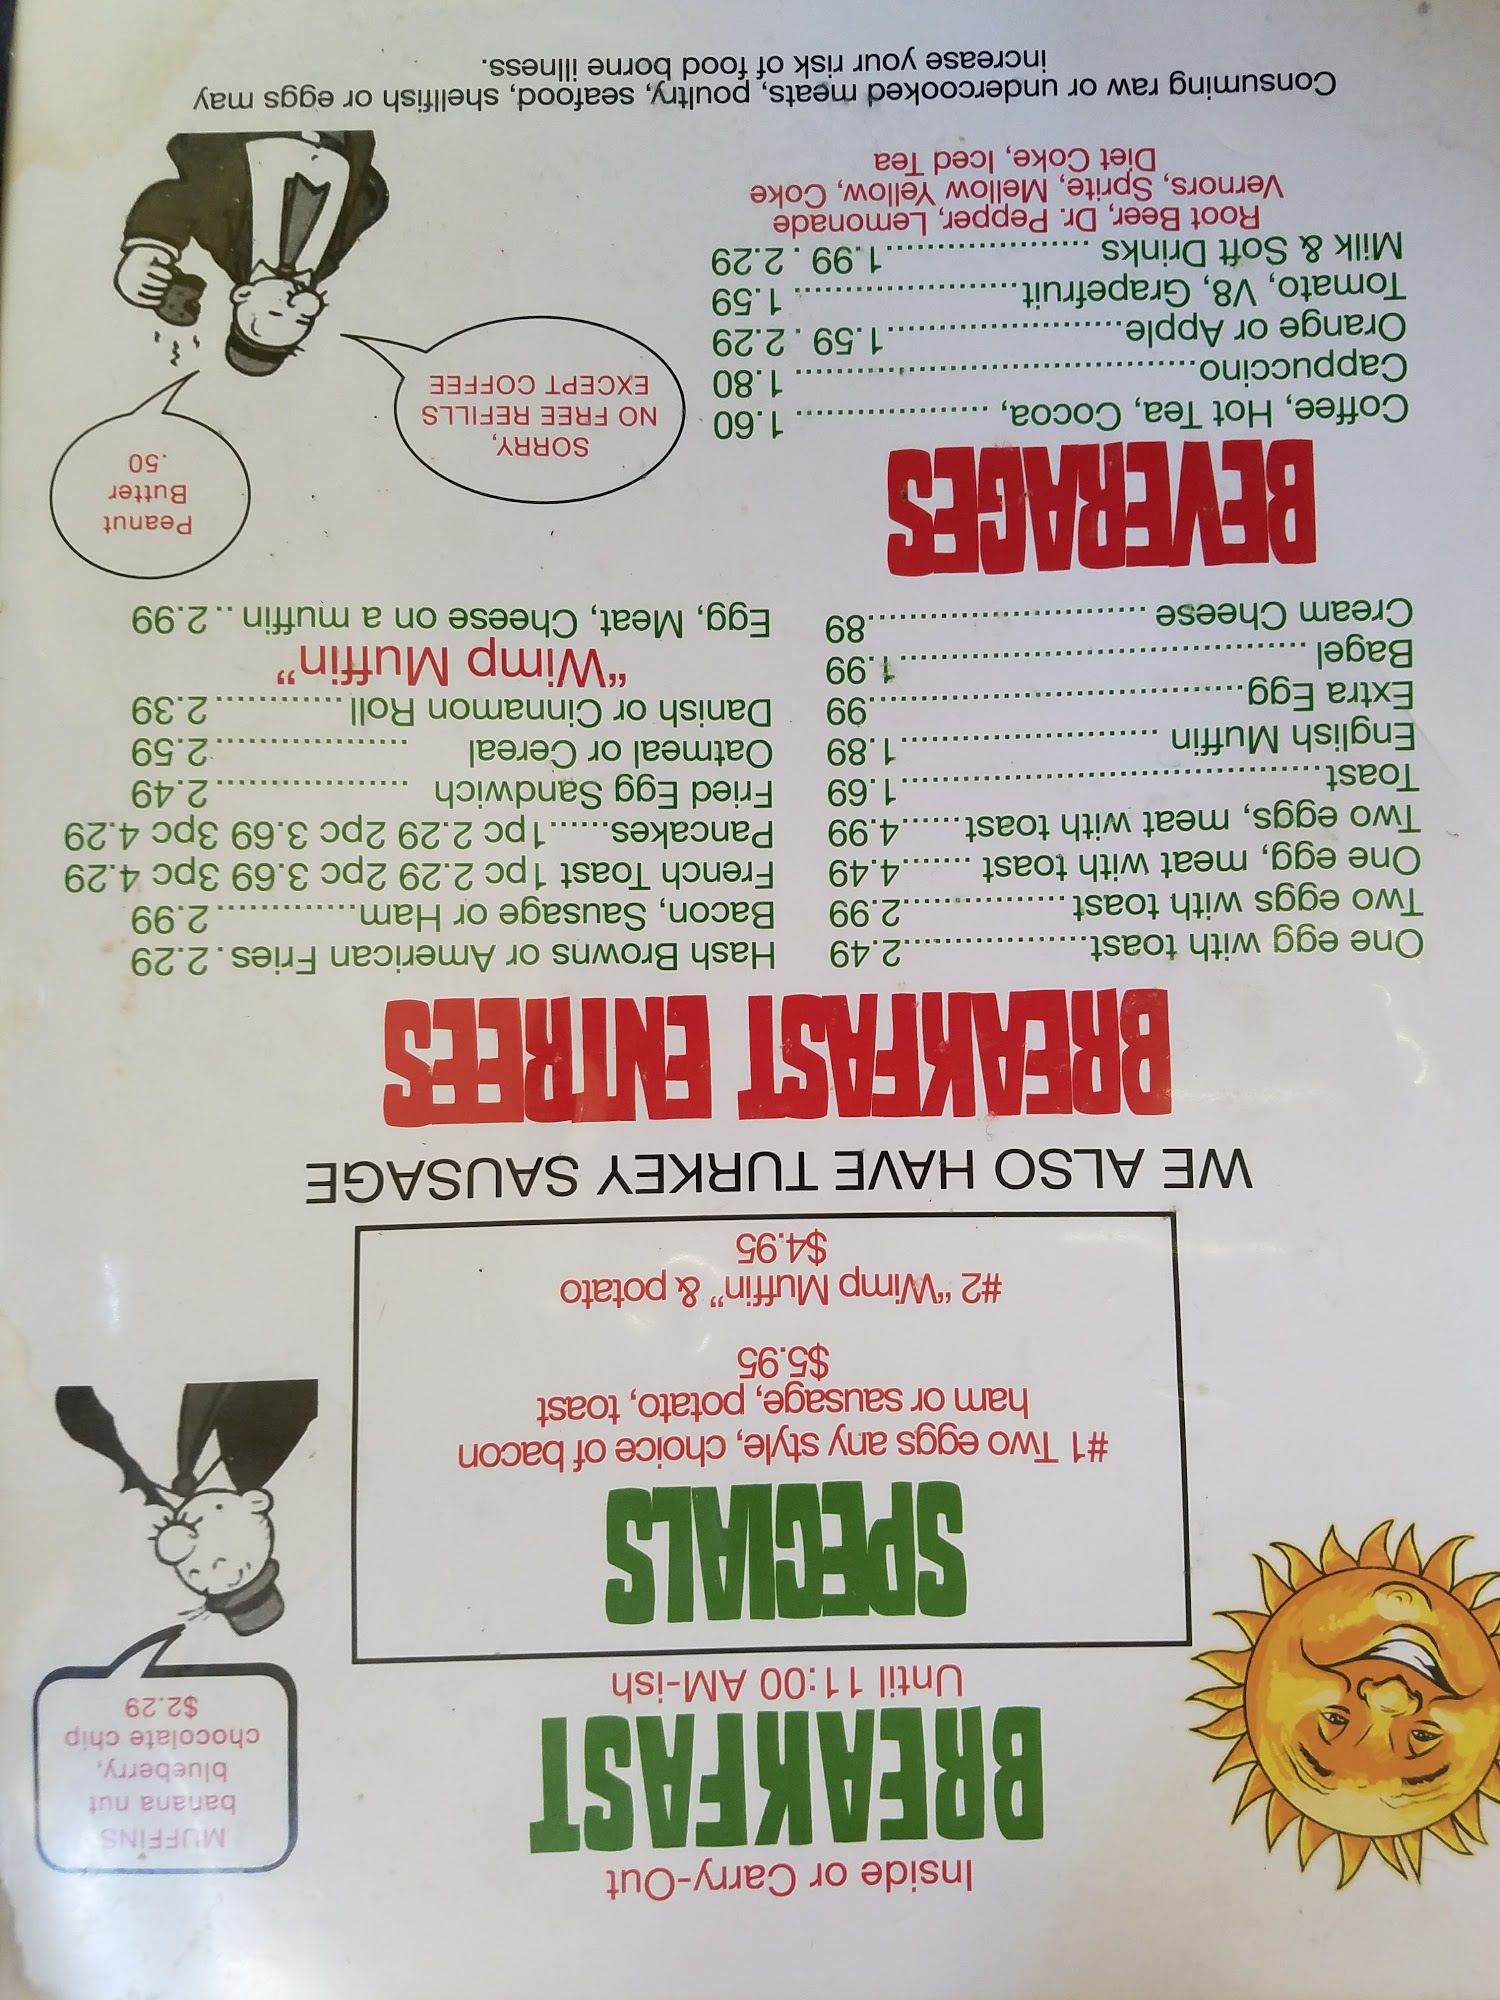 Inside or Carry-Out
BREAKFAST
Until 11:00 AM-ish
MUFFINS
banana nut
blueberry,
chocolate chip
$2.29
SPECIALS
#1 Two eggs any style, choice of bacon
ham or sausage, potato, toast
$5.95
#2 “Wimp Muffin” & potato
$4.95
WE ALSO HAVE TURKEY SAUSAGE
BREAKFAST ENTREES
One egg with toast...................2.49
Two eggs with toast.................2.99
One egg, meat with toast .......4.49
Two eggs, meat with toast......4.99
Toast..........................................1.69
English Muffin ..........................1.89
Extra Egg......................................99
Bagel .........................................1.99
Cream Cheese ............................89
Hash Browns or American Fries. 2.29
Bacon, Sausage or Ham..............2.99
French Toast 1pc 2.29 2pc 3.69 3pc 4.29
Pancakes......1pc 2.29 2pc 3.69 3pc 4.29
Fried Egg Sandwich ..................2.49
Oatmeal or Cereal ..................2.59
Danish or Cinnamon Roll............2.39
“Wimp Muffin”
Egg, Meat, Cheese on a muffin..2.99
BEVERAGES
Coffee, Hot Tea, Cocoa, .................. 1.60
Cappuccino..................................... 1.80
Orange or Apple......................1.59 . 2.29
Tomato, V8, Grapefruit..................... 1.59
Milk & Soft Drinks ...................1.99 . 2.29
Root Beer, Dr. Pepper, Lemonade
Vernors, Sprite, Mellow Yellow, Coke
Diet Coke, Iced Tea
Peanut
Butter
.50
SORRY,
NO FREE REFILLS
EXCEPT COFFEE
Consuming raw or undercooked meats, poultry, seafood, shellfish or eggs may
increase your risk of food borne illness.